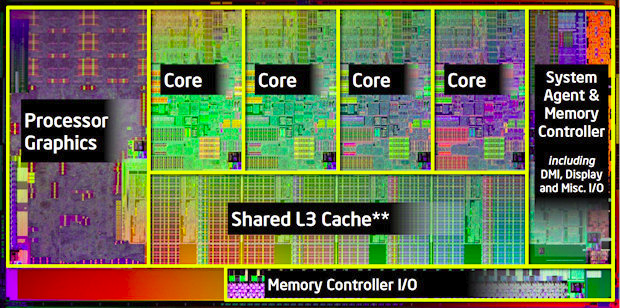 Processor
Graphics
Core
Core
Core
Core
System
Agent &
Memory
Controller
including
DMI, Display
and Misc. I/O
Shared L3 Cache**
Memory Controller I/O